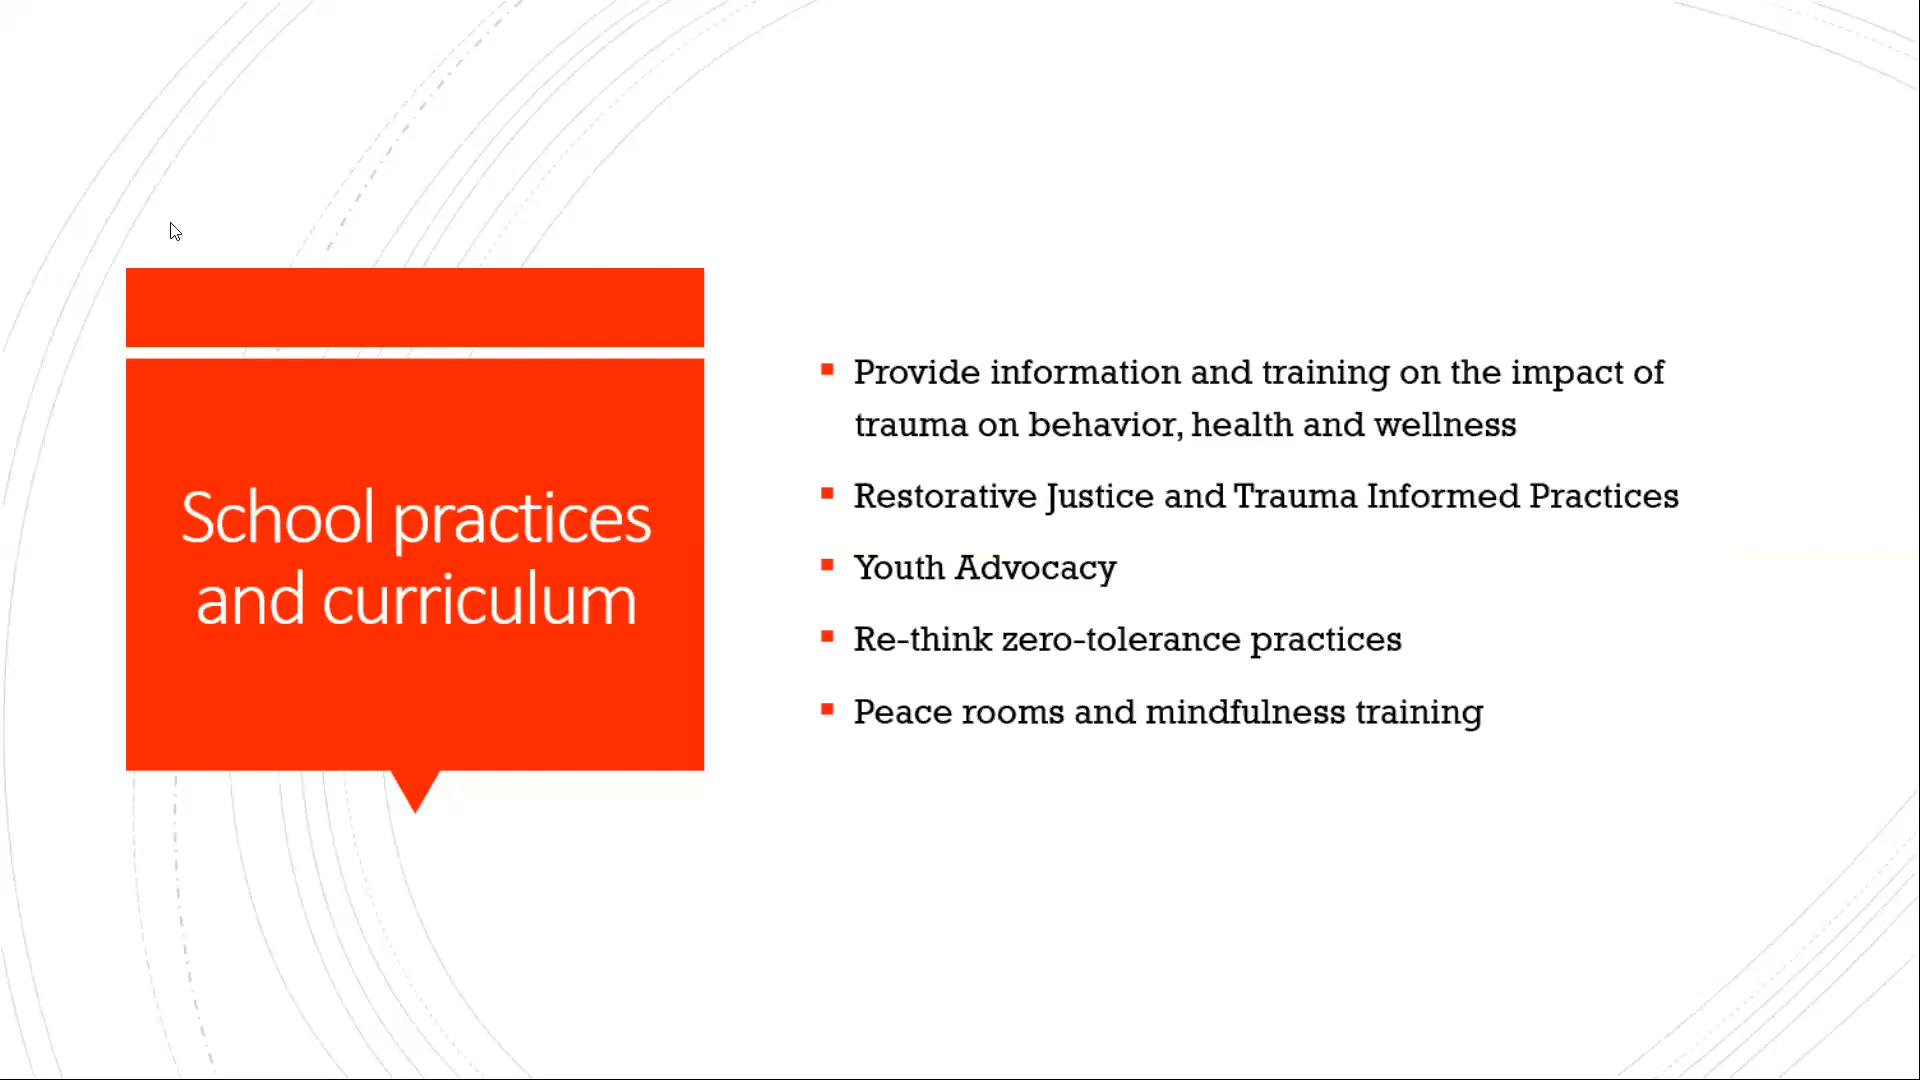 School practices
and curriculum
Provide information and training on the impact of
trauma on behavior, health and wellness
Restorative Justice and Trauma Informed Practices
Youth Advocacy
Re-think zero-tolerance practices
Peace rooms and mindfulness training